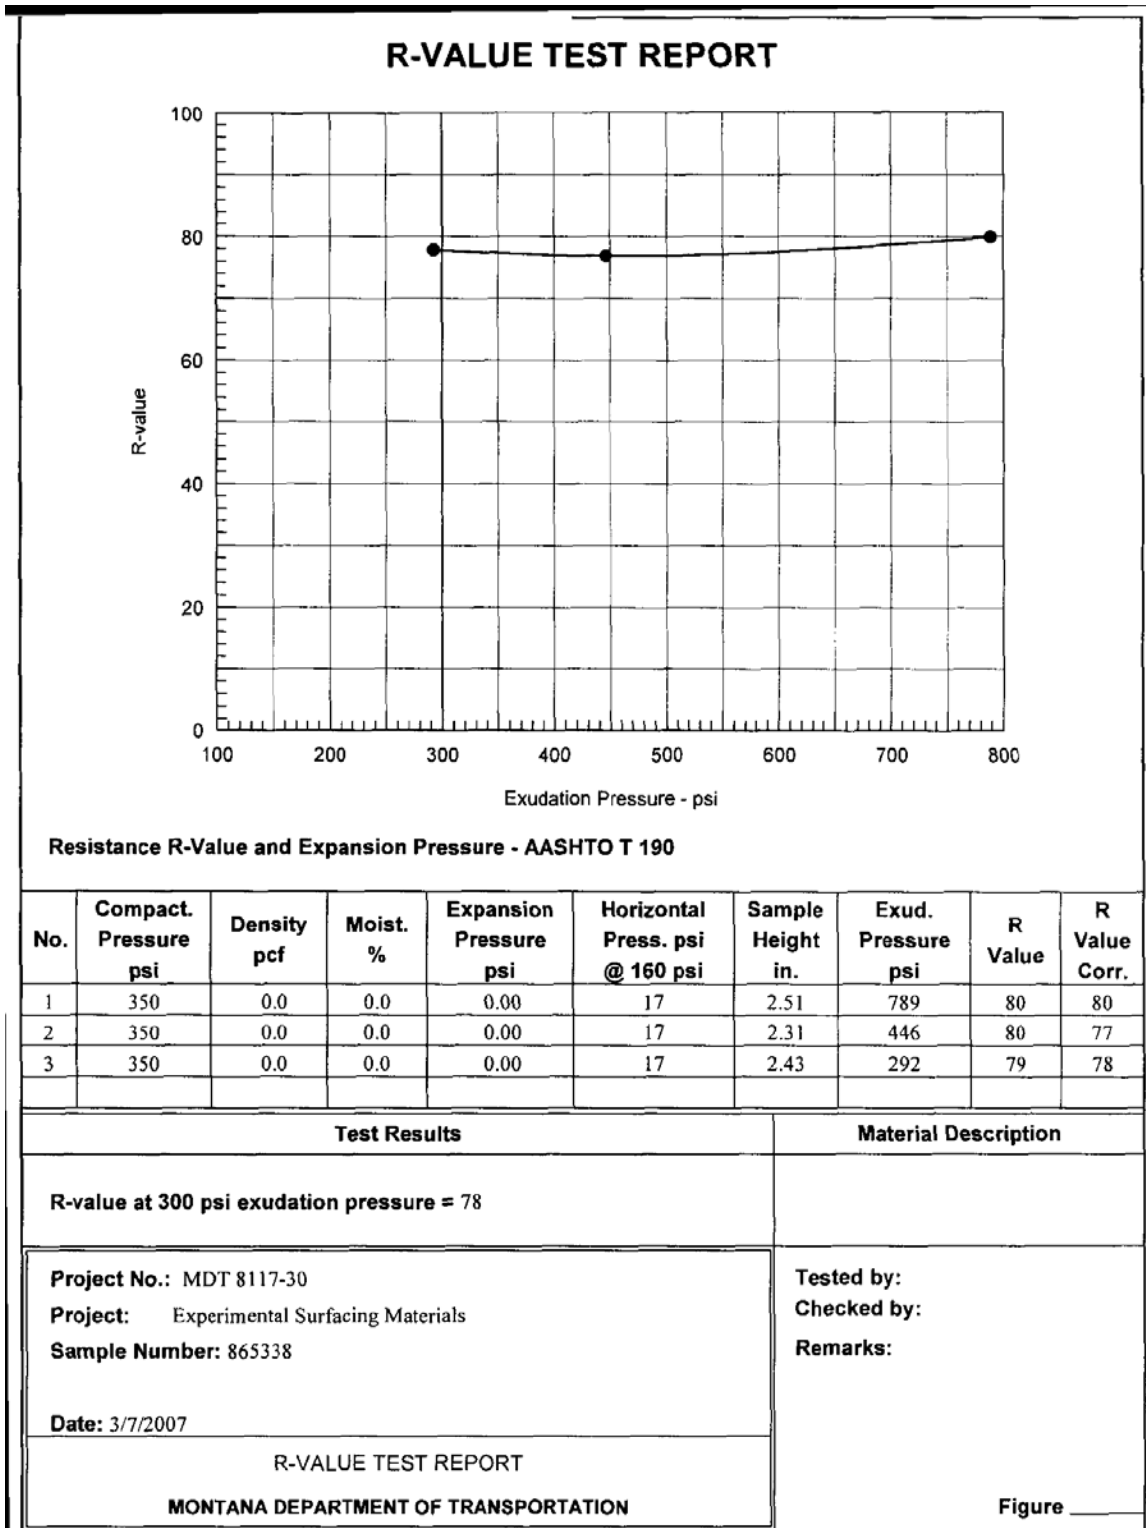 R-VALUE TEST REPORT
100
80
60
40
20
0
R-value
100 200 300 400 500 600 700 800
Exudation Pressure - psi
Resistance R-Value and Expansion Pressure - AASHTO T 190
No. Compact. Pressure psi Density pcf Moist. % Expansion Pressure psi Horizontal Press. psi @ 160 psi Sample Height in. Exud. Pressure psi R Value R Value Corr.
1 350 0.0 0.0 0.00 17 2.51 789 80 80
2 350 0.0 0.0 0.00 17 2.31 446 80 77
3 350 0.0 0.0 0.00 17 2.43 292 79 78
Test Results Material Description
R-value at 300 psi exudation pressure = 78
Project No.: MDT 8117-30
Project: Experimental Surfacing Materials
Sample Number: 865338
Date: 3/7/2007
Tested by:
Checked by:
Remarks:
R-VALUE TEST REPORT
MONTANA DEPARTMENT OF TRANSPORTATION
Figure